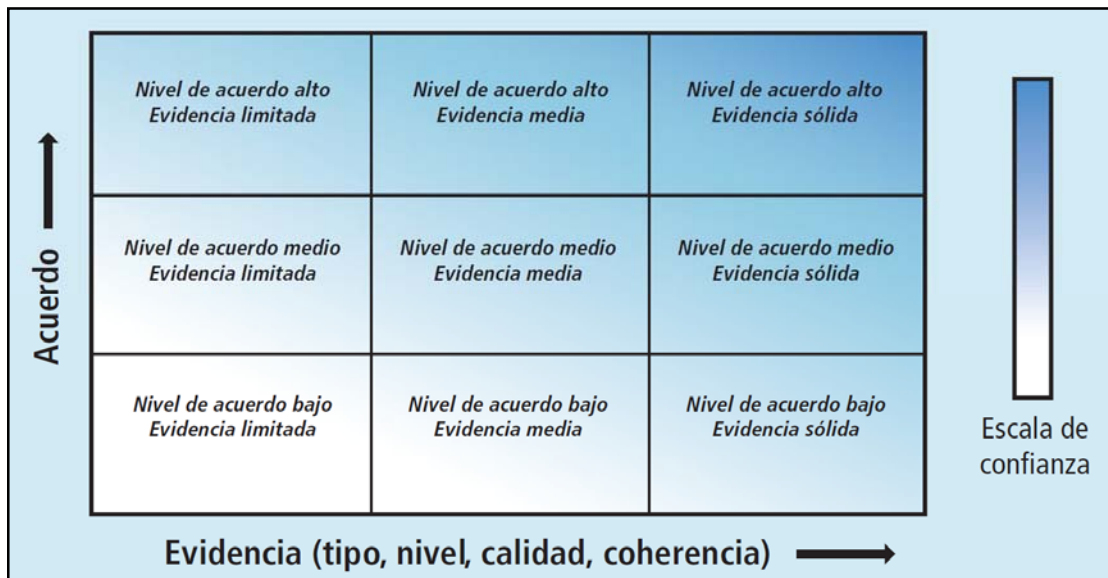 Nivel de acuerdo alto
Evidencia limitada
Nivel de acuerdo alto
Evidencia media
Nivel de acuerdo alto
Evidencia sólida
Nivel de acuerdo medio
Evidencia limitada
Nivel de acuerdo medio
Evidencia media
Nivel de acuerdo medio
Evidencia sólida
Nivel de acuerdo bajo
Evidencia limitada
Nivel de acuerdo bajo
Evidencia media
Nivel de acuerdo bajo
Evidencia sólida
Acuerdo
Evidencia (tipo, nivel, calidad, coherencia)
Escala de
confianza